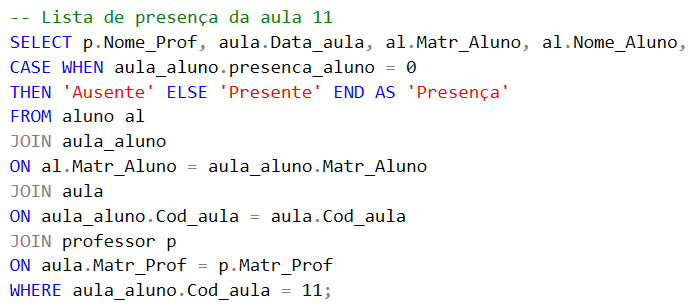 -- Lista de presença da aula 11
SELECT p.Nome_Prof, aula.Data_aula, al.Matr_Aluno, al.Nome_Aluno,
CASE WHEN aula_aluno.presenca_aluno = 0
THEN 'Ausente' ELSE 'Presente' END AS 'Presença'
FROM aluno al
JOIN aula_aluno
ON al.Matr_Aluno = aula_aluno.Matr_Aluno
JOIN aula
ON aula_aluno.Cod_aula = aula.Cod_aula
JOIN professor p
ON aula.Matr_Prof = p.Matr_Prof
WHERE aula_aluno.Cod_aula = 11;